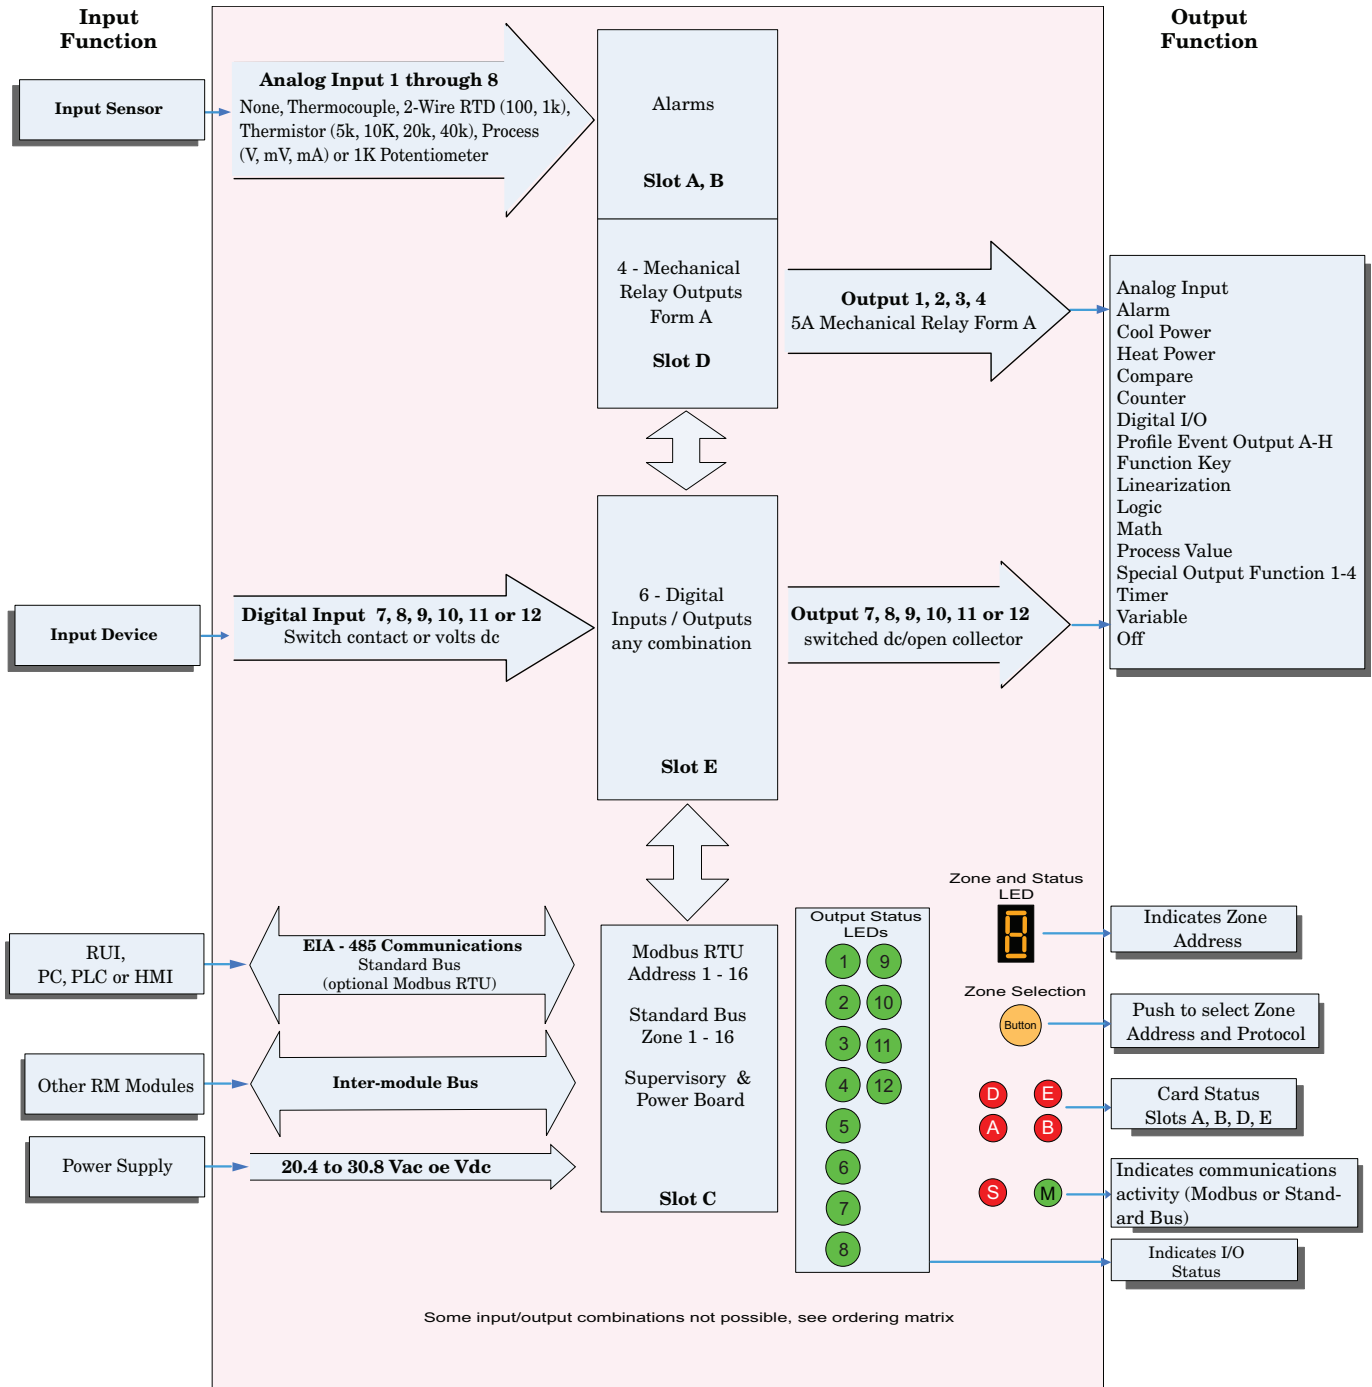 Input
Function
Output
Function
Input Sensor
Analog Input 1 through 8
None, Thermocouple, 2-Wire RTD (100, 1k),
Thermistor (5k, 10K, 20k, 40k), Process
(V, mV, mA) or 1K Potentiometer
Alarms
Slot A, B
4 - Mechanical
Relay Outputs
Form A
Slot D
Output 1, 2, 3, 4
5A Mechanical Relay Form A
Analog Input
Alarm
Cool Power
Heat Power
Compare
Counter
Digital I/O
Profile Event Output A-H
Function Key
Linearization
Logic
Math
Process Value
Special Output Function 1-4
Timer
Variable
Off
Input Device
Digital Input 7, 8, 9, 10, 11 or 12
Switch contact or volts dc
6 - Digital
Inputs / Outputs
any combination
Slot E
Output 7, 8, 9, 10, 11 or 12
switched dc/open collector
RUI,
PC, PLC or HMI
EIA - 485 Communications
Standard Bus
(optional Modbus RTU)
Other RM Modules
Inter-module Bus
Power Supply
20.4 to 30.8 Vac oe Vdc
Modbus RTU
Address 1 - 16
Standard Bus
Zone 1 - 16
Supervisory &
Power Board
Slot C
Output Status
LEDs
1 9
2 10
3 11
4 12
5
6
7
8
Zone and Status
LED
8
Indicates Zone
Address
Zone Selection
Button
Push to select Zone
Address and Protocol
D E
A B
Card Status
Slots A, B, D, E
S M
Indicates communications
activity (Modbus or Stand-
ard Bus)
Indicates I/O
Status
Some input/output combinations not possible, see ordering matrix